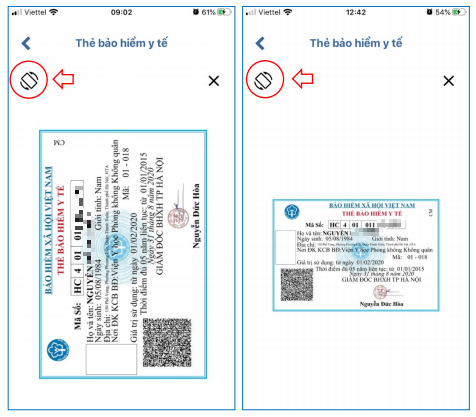 Viettel 09:02 61%
Thẻ bảo hiểm y tế
CM
BẢO HIỂM XÃ HỘI VIỆT NAM
THẺ BẢO HIỂM Y TẾ
Mã Số: HC 4 01 011
Họ và tên: NGUYỄN
Ngày sinh: 05/08/1984 Giới tính: Nam
Địa chỉ:
Nơi ĐK KCB BĐ: Viện Y học Phòng không Không quân
Mã: 01 - 018
Giá trị sử dụng: từ ngày 01/02/2020
Thời điểm đủ 05 năm liên tục: từ 01/01/2015
Ngày 31 tháng 8 năm 2020
GIÁM ĐỐC BHXH TP HÀ NỘI
Nguyễn Đức Hòa
Viettel 12:42 54%
Thẻ bảo hiểm y tế
CM
BẢO HIỂM XÃ HỘI VIỆT NAM
THẺ BẢO HIỂM Y TẾ
Mã Số: HC 4 01 011
Họ và tên: NGUYỄN
Ngày sinh: 05/08/1984 Giới tính: Nam
Địa chỉ:
Nơi ĐK KCB BĐ: Viện Y học Phòng không Không quân
Mã: 01 - 018
Giá trị sử dụng: từ ngày 01/02/2020
Thời điểm đủ 05 năm liên tục: từ 01/01/2015
Ngày 31 tháng 8 năm 2020
GIÁM ĐỐC BHXH TP HÀ NỘI
Nguyễn Đức Hòa